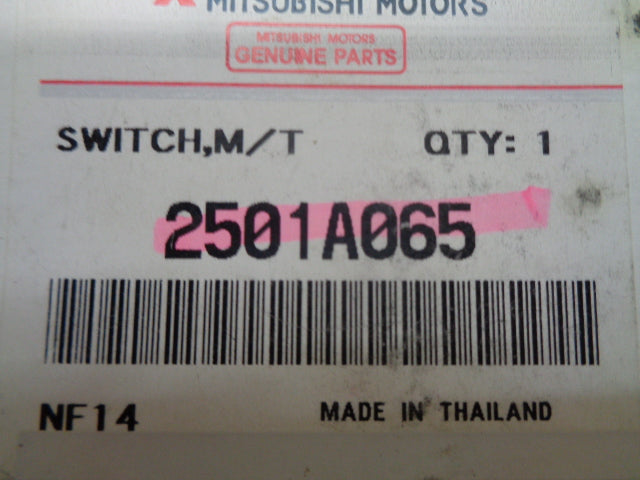 MITSUBISHI MOTORS
MITSUBISHI MOTORS
GENUINE PARTS
SWITCH,M/T QTY: 1
2501A065
NF14 MADE IN THAILAND